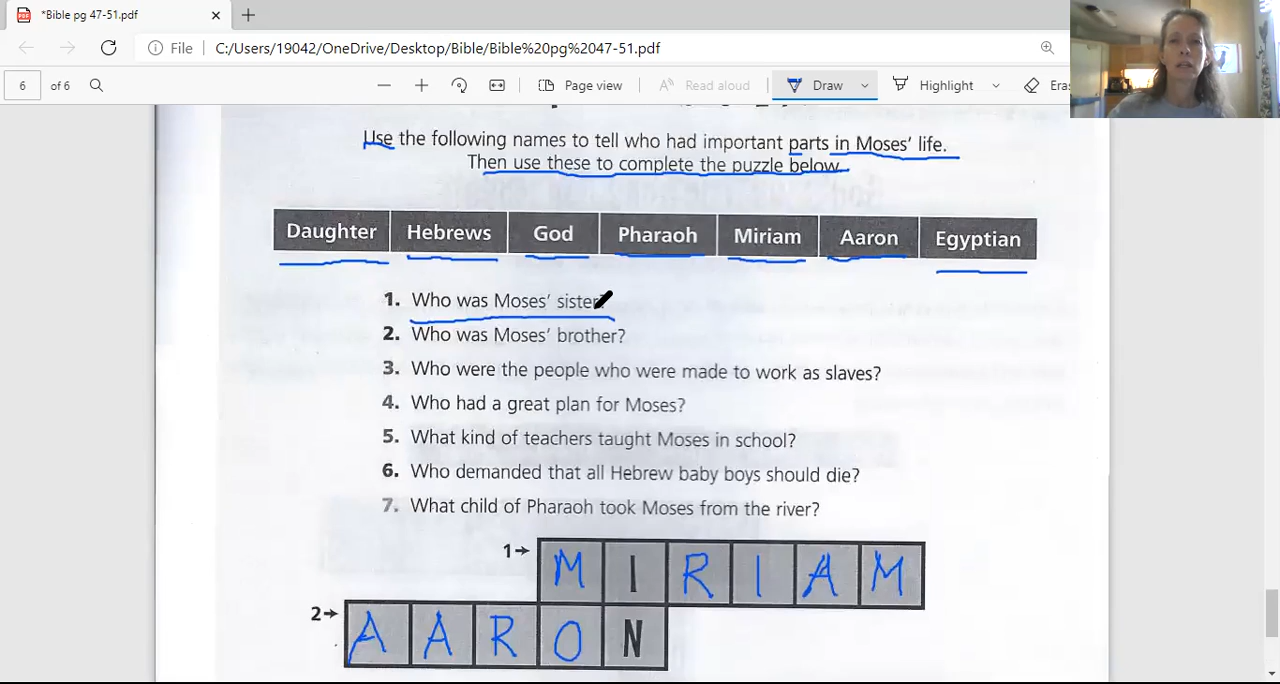 *Bible pg 47-51.pdf
File C:/Users/19042/OneDrive/Desktop/Bible/Bible%20pg%2047-51.pdf
6 of 6 Page view Read aloud Draw Highlight
Use the following names to tell who had important parts in Moses' life.
Then use these to complete the puzzle below.
Daughter Hebrews God Pharaoh Miriam Aaron Egyptian
1. Who was Moses' sister?
2. Who was Moses' brother?
3. Who were the people who were made to work as slaves?
4. Who had a great plan for Moses?
5. What kind of teachers taught Moses in school?
6. Who demanded that all Hebrew baby boys should die?
7. What child of Pharaoh took Moses from the river?
1→ MIRIAM
2→ AARON